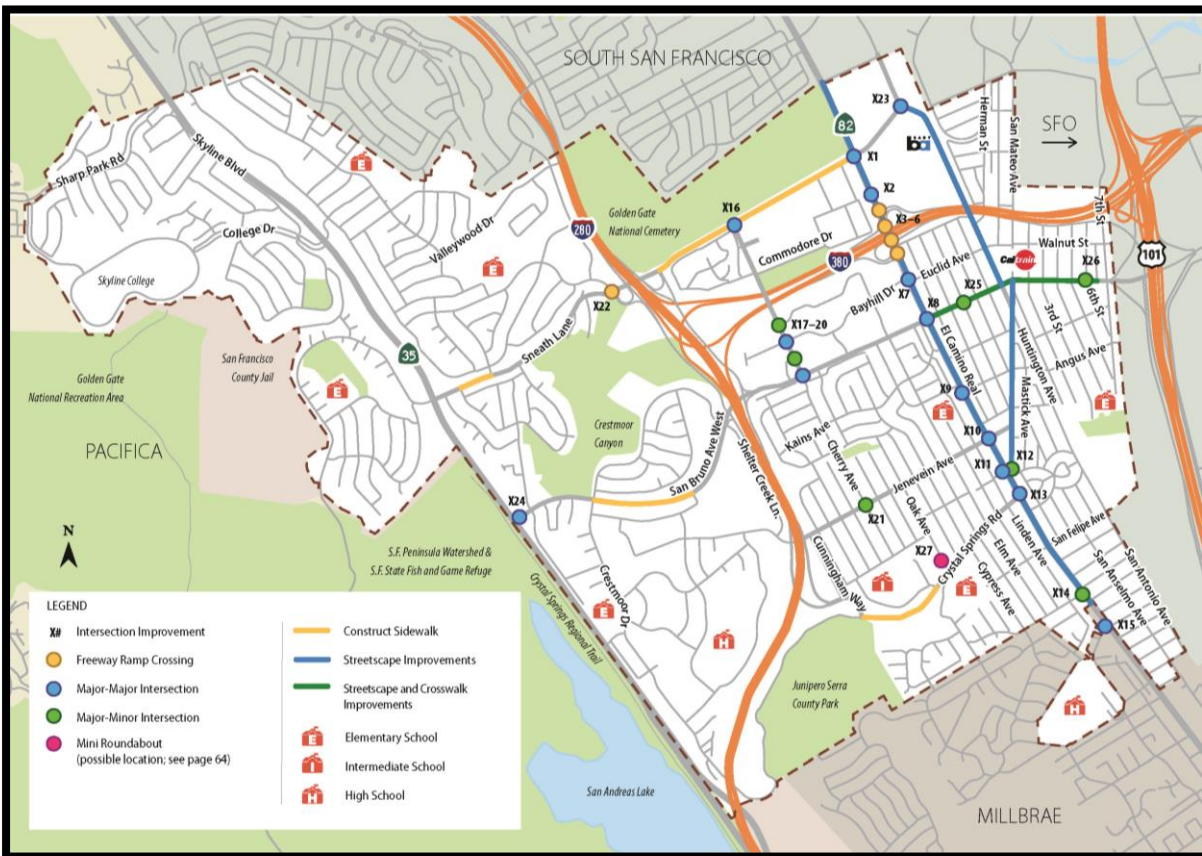 SOUTH SAN FRANCISCO
X23
82
Herman St
San Mateo Ave
SFO
Sharp Park Rd
Skyline Blvd
E
X1
X2
7th St
X16
Golden Gate
National Cemetery
280
College Dr
Valleywood Dr
X3–6
Commodore Dr
Walnut St
101
E
380
Caltrain
X26
Skyline College
Euclid Ave
X22
X7
X25
Bayhill Dr
X8
6th St
3rd St
X17–20
Sneath Lane
35
San Francisco
County Jail
El Camino Real
Huntington Ave
Angus Ave
Golden Gate
National Recreation Area
E
X9
Mastick Ave
E
E
PACIFICA
Crestmoor
Canyon
San Bruno Ave West
Shelter Creek Ln.
Kains Ave
Cherry Ave
X10
Jenevein Ave
X11
X12
X13
X24
X21
Oak Ave
Crystal Springs Rd
Linden Ave
San Felipe Ave
N
S.F. Peninsula Watershed &
S.F. State Fish and Game Refuge
X27
Elm Ave
Cunningham Way
Cypress Ave
San Anselmo Ave
San Antonio Ave
I
E
X14
X15
Crystal Springs Regional Trail
Crestmoor Dr
E
H
Junipero Serra
County Park
H
San Andreas Lake
MILLBRAE
LEGEND
X# Intersection Improvement
Freeway Ramp Crossing
Major-Major Intersection
Major-Minor Intersection
Mini Roundabout
(possible location; see page 64)
Construct Sidewalk
Streetscape Improvements
Streetscape and Crosswalk
Improvements
E Elementary School
I Intermediate School
H High School